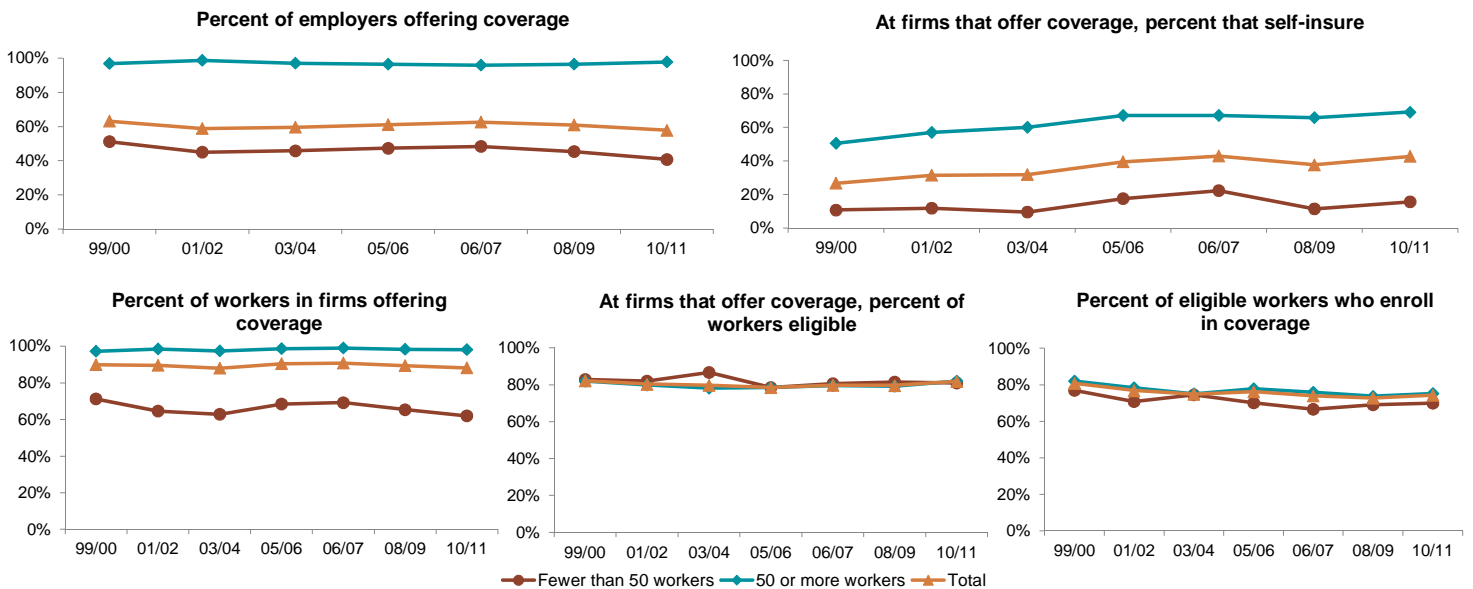 Percent of employers offering coverage
100%
80%
60%
40%
20%
0%
99/00 01/02 03/04 05/06 06/07 08/09 10/11
At firms that offer coverage, percent that self-insure
100%
80%
60%
40%
20%
0%
99/00 01/02 03/04 05/06 06/07 08/09 10/11
Percent of workers in firms offering
coverage
100%
80%
60%
40%
20%
0%
99/00 01/02 03/04 05/06 06/07 08/09 10/11
At firms that offer coverage, percent of
workers eligible
100%
80%
60%
40%
20%
0%
99/00 01/02 03/04 05/06 06/07 08/09 10/11
Percent of eligible workers who enroll
in coverage
100%
80%
60%
40%
20%
0%
99/00 01/02 03/04 05/06 06/07 08/09 10/11
Fewer than 50 workers 50 or more workers Total